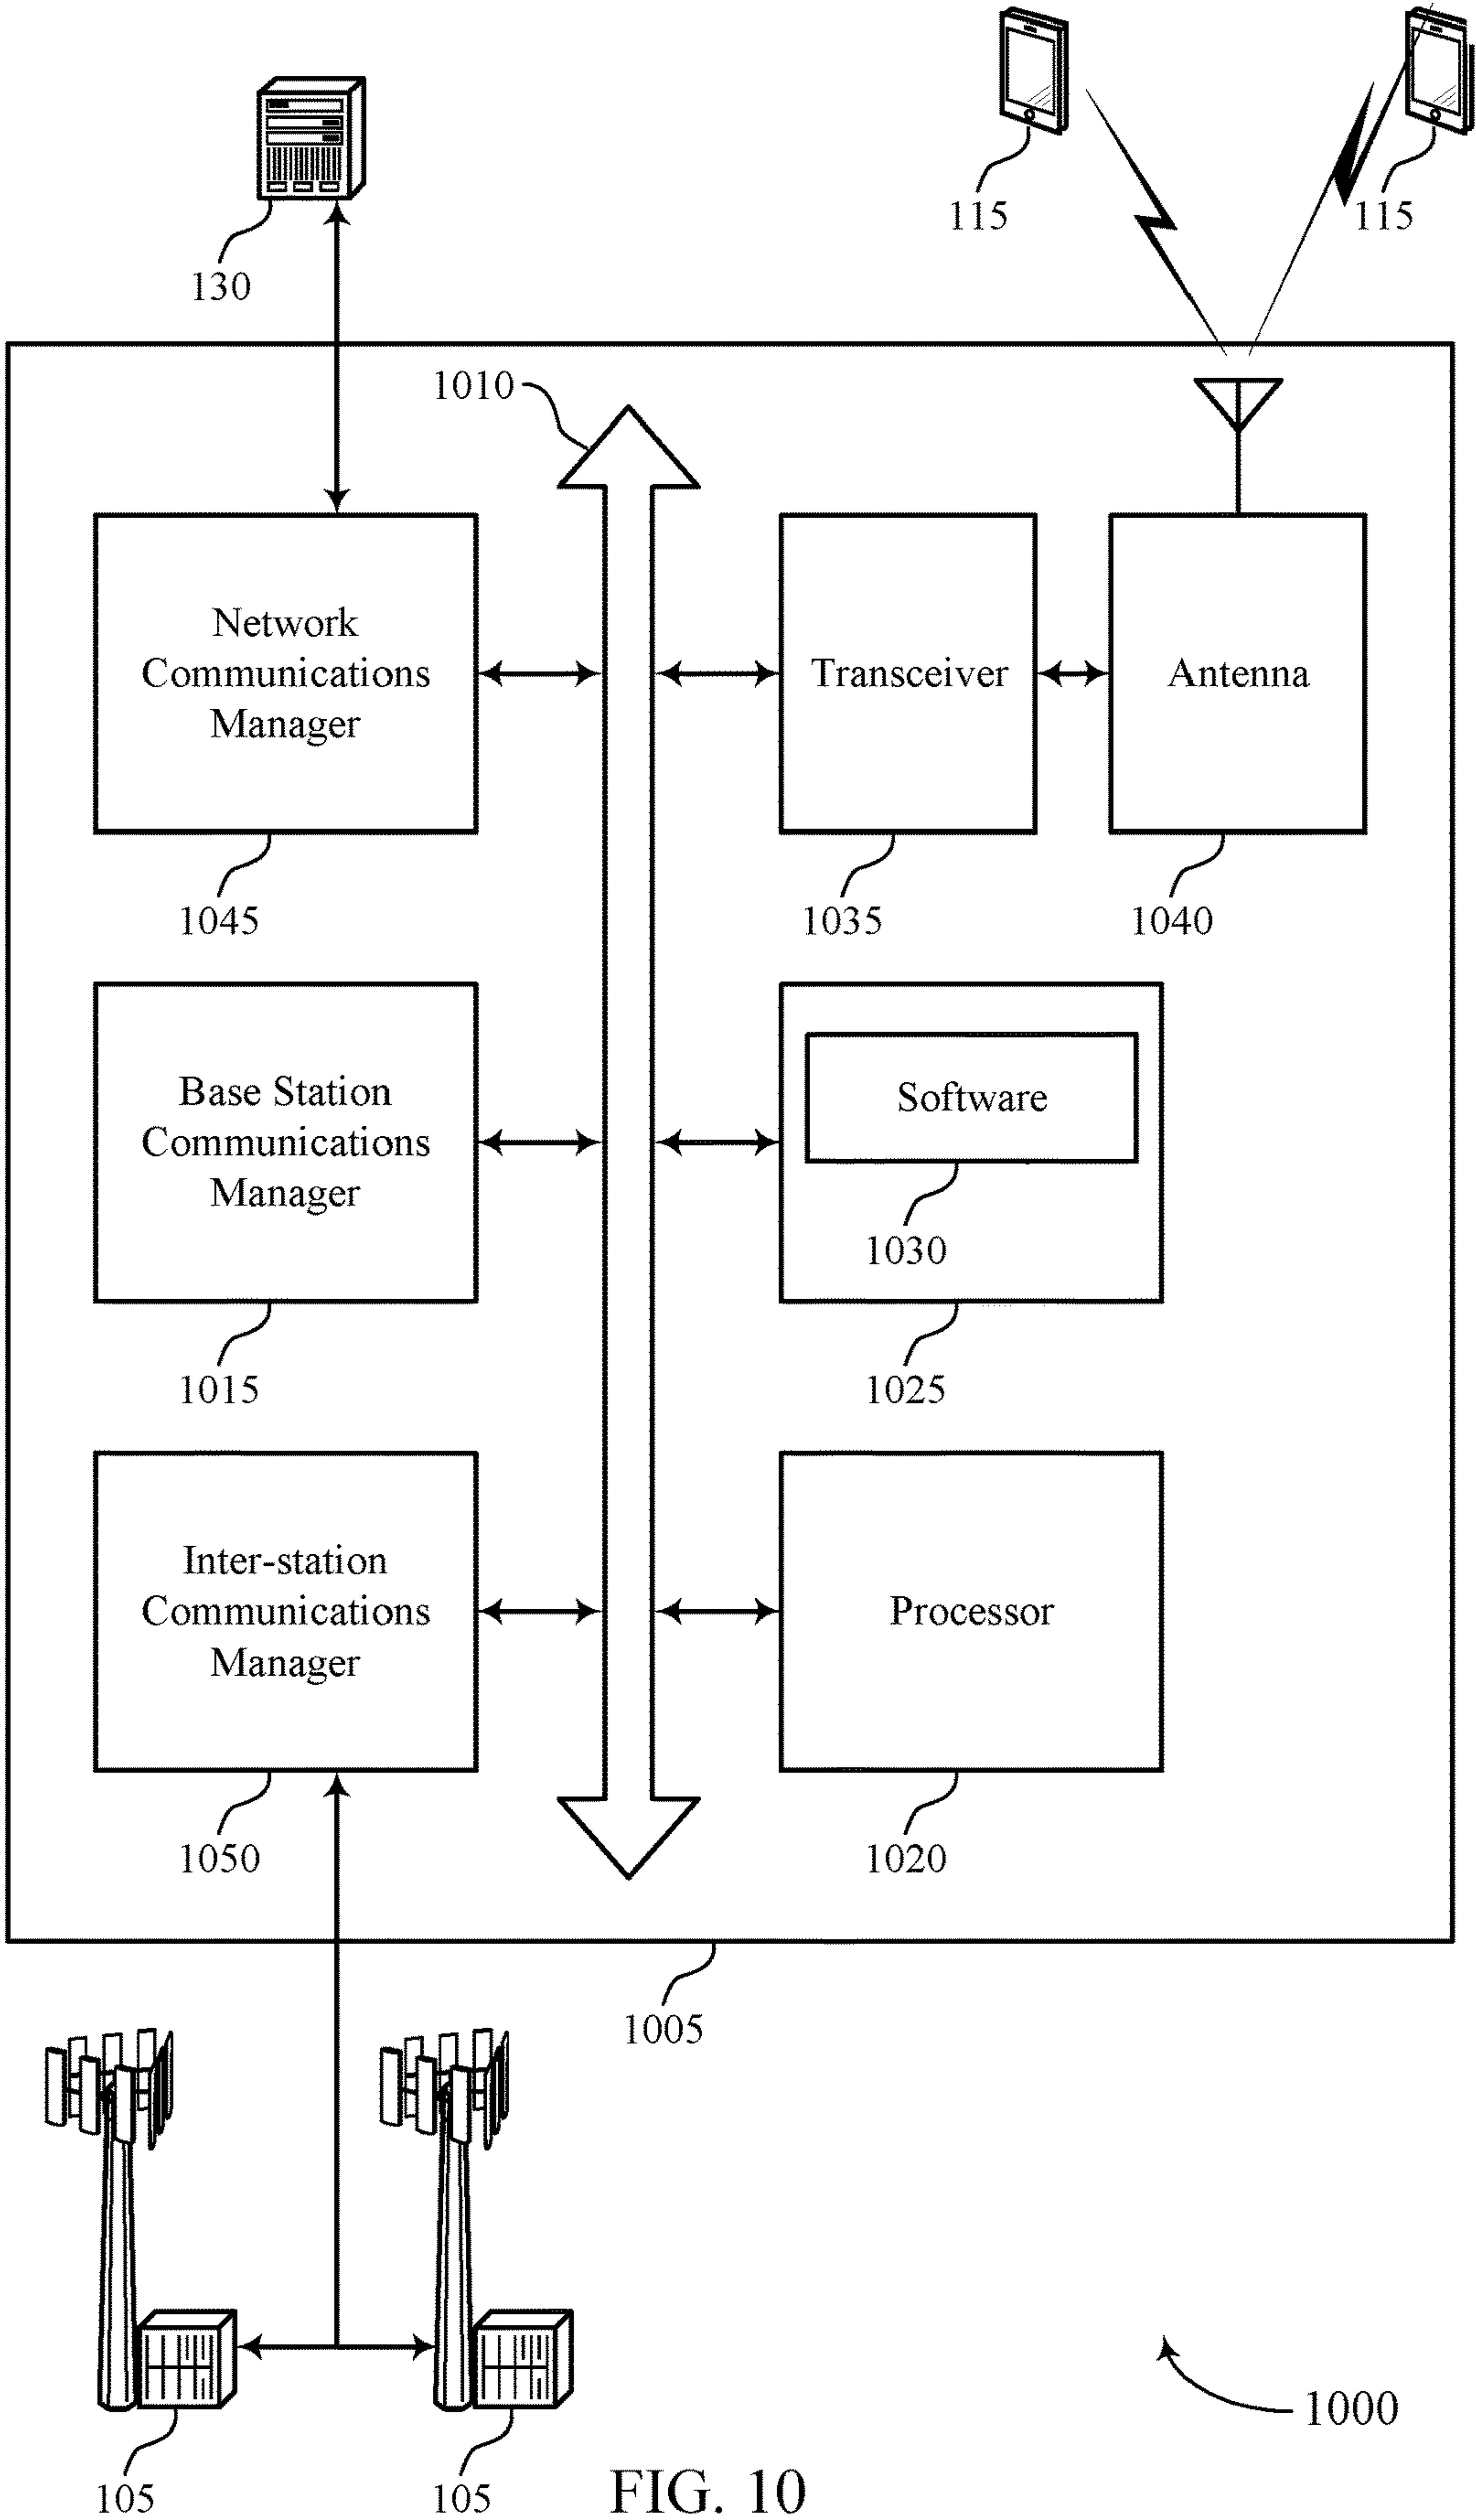 130
115
115
1010
Network
Communications
Manager
Transceiver
Antenna
1045
1035
1040
Base Station
Communications
Manager
Software
1030
1015
1025
Inter-station
Communications
Manager
Processor
1050
1020
1005
1000
105
105
FIG. 10